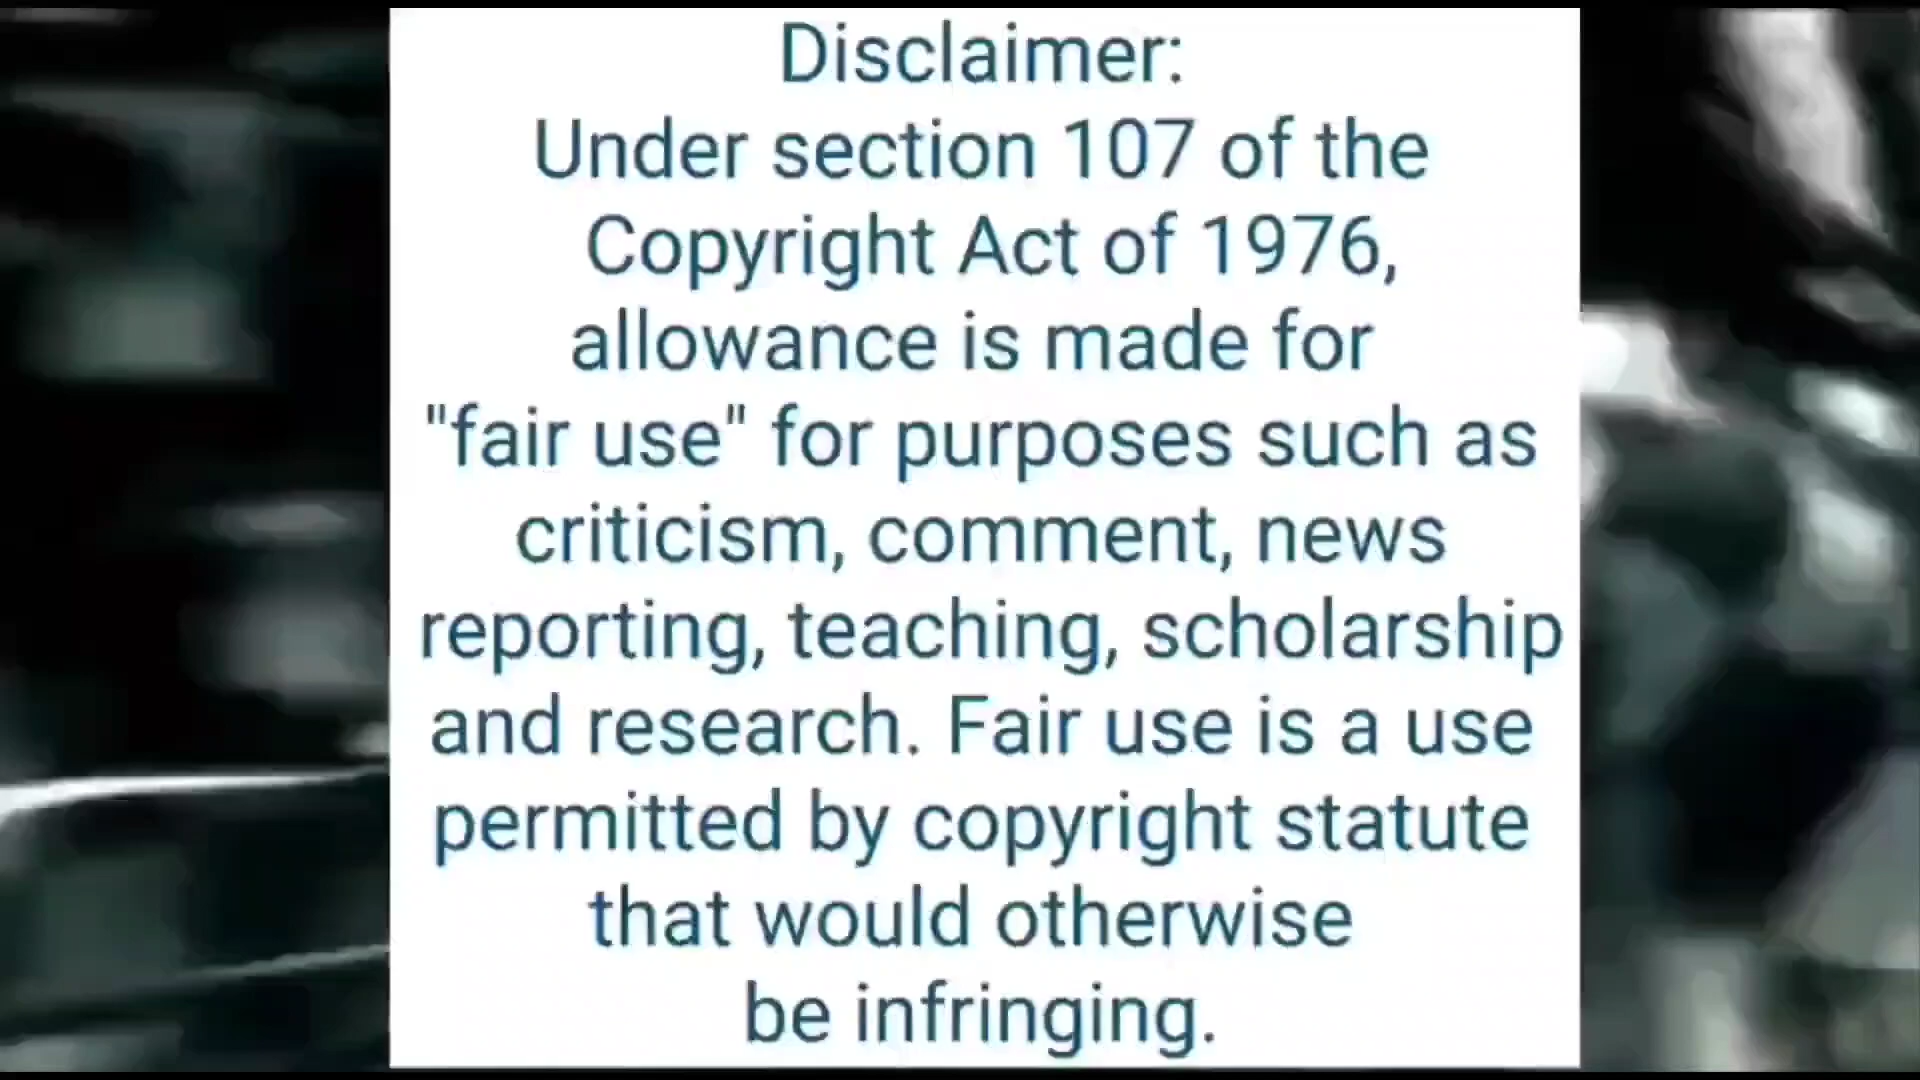 Disclaimer:
Under section 107 of the
Copyright Act of 1976,
allowance is made for
"fair use" for purposes such as
criticism, comment, news
reporting, teaching, scholarship
and research. Fair use is a use
permitted by copyright statute
that would otherwise
be infringing.